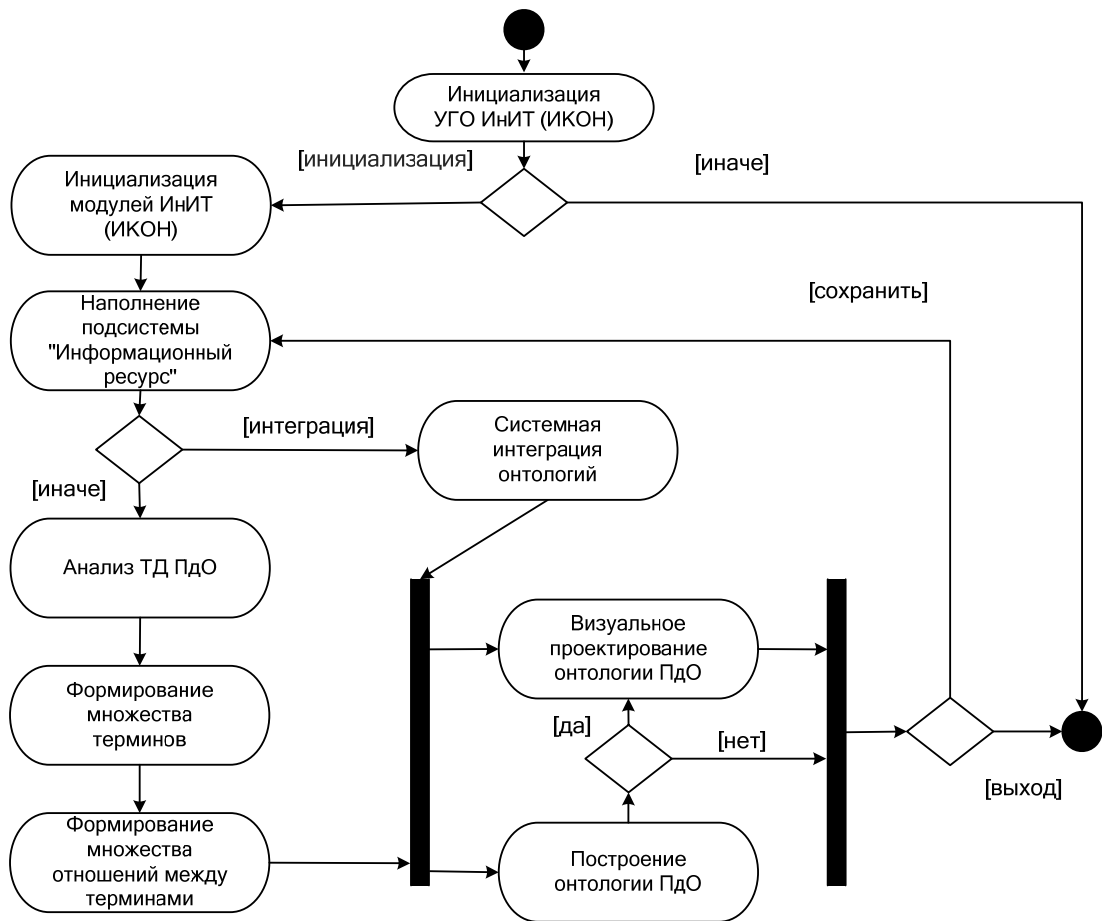 Инициализация
УГО ИнИТ (ИКОН)
[инициализация]
[иначе]
Инициализация
модулей ИнИТ
(ИКОН)
[сохранить]
Наполнение
подсистемы
"Информационный
ресурс"
[интеграция]
Системная
интеграция
онтологий
[иначе]
Анализ ТД ПдО
Визуальное
проектирование
онтологии ПдО
Формирование
множества
терминов
[да]
[нет]
[выход]
Формирование
множества
отношений между
терминами
Построение
онтологии ПдО